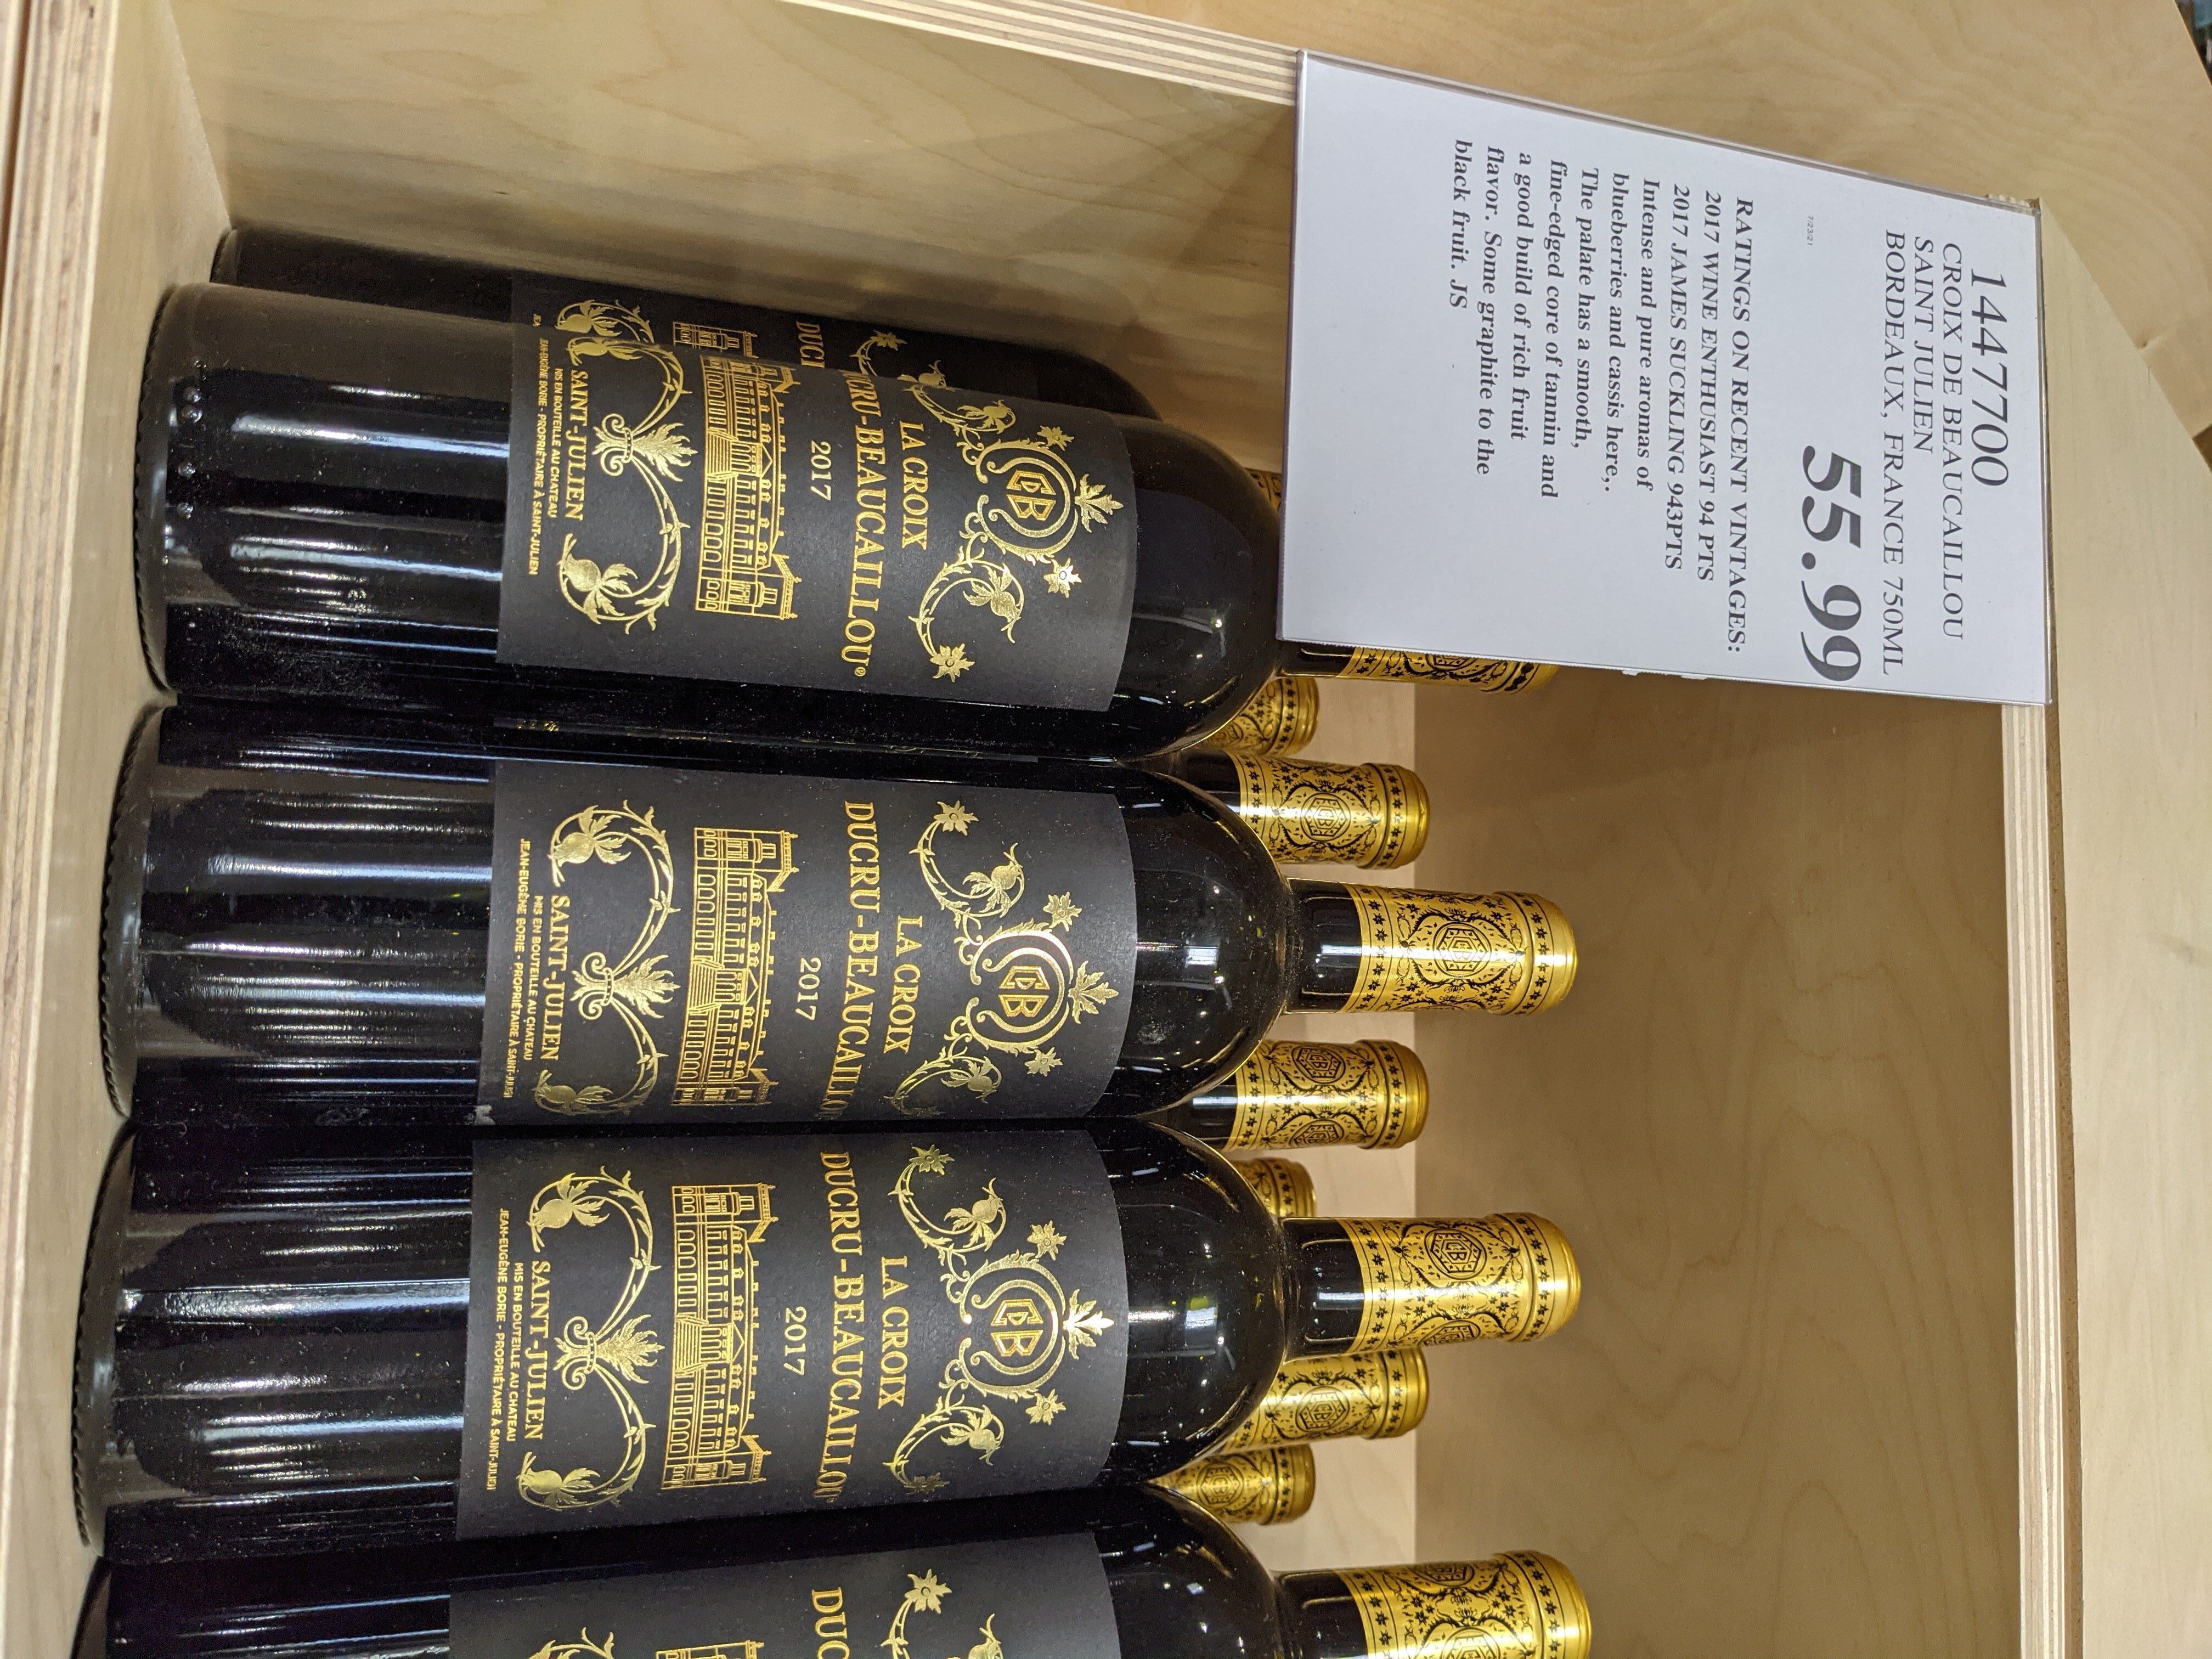 1447700
CROIX DE BEAUCAILLOU
SAINT JULIEN
BORDEAUX, FRANCE 750ML
55.99
7/23/21
RATINGS ON RECENT VINTAGES:
2017 WINE ENTHUSIAST 94 PTS
2017 JAMES SUCKLING 943PTS
Intense and pure aromas of
blueberries and cassis here,.
The palate has a smooth,
fine-edged core of tannin and
a good build of rich fruit
flavor. Some graphite to the
black fruit. JS
DUCR
LA CROIX
DUCRU-BEAUCAILLOU®
2017
SAINT-JULIEN
MIS EN BOUTEILLE AU CHATEAU
JEAN-EUGÈNE BORIE - PROPRIÉTAIRE À SAINT-JULIEN
LA CROIX
DUCRU-BEAUCAILLOU
2017
SAINT-JULIEN
MIS EN BOUTEILLE AU CHATEAU
JEAN-EUGÈNE BORIE - PROPRIÉTAIRE À SAINT-JULIEN
LA CROIX
DUCRU-BEAUCAILLOU
2017
SAINT-JULIEN
MIS EN BOUTEILLE AU CHATEAU
JEAN-EUGÈNE BORIE - PROPRIÉTAIRE À SAINT-JULIEN
DUC